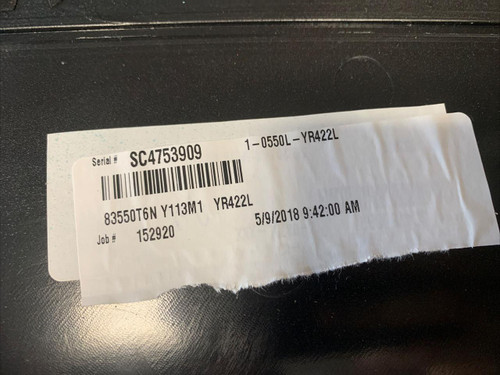 Serial # SC4753909 1-0550L-YR422L
83550T6N Y113M1 YR422L
Job # 152920 5/9/2018 9:42:00 AM